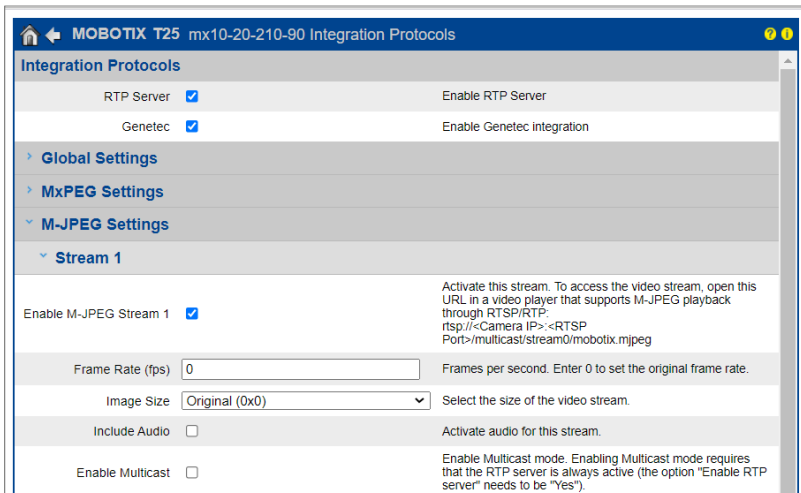 MOBOTIX T25 mx10-20-210-90 Integration Protocols
? i
Integration Protocols
RTP Server Enable RTP Server
Genetec Enable Genetec integration
Global Settings
MxPEG Settings
M-JPEG Settings
Stream 1
Enable M-JPEG Stream 1
Activate this stream. To access the video stream, open this
URL in a video player that supports M-JPEG playback
through RTSP/RTP:
rtsp://<Camera IP>:<RTSP
Port>/multicast/stream0/mobotix.mjpeg
Frame Rate (fps) 0 Frames per second. Enter 0 to set the original frame rate.
Image Size Original (0x0) Select the size of the video stream.
Include Audio Activate audio for this stream.
Enable Multicast
Enable Multicast mode. Enabling Multicast mode requires
that the RTP server is always active (the option "Enable RTP
server" needs to be "Yes").